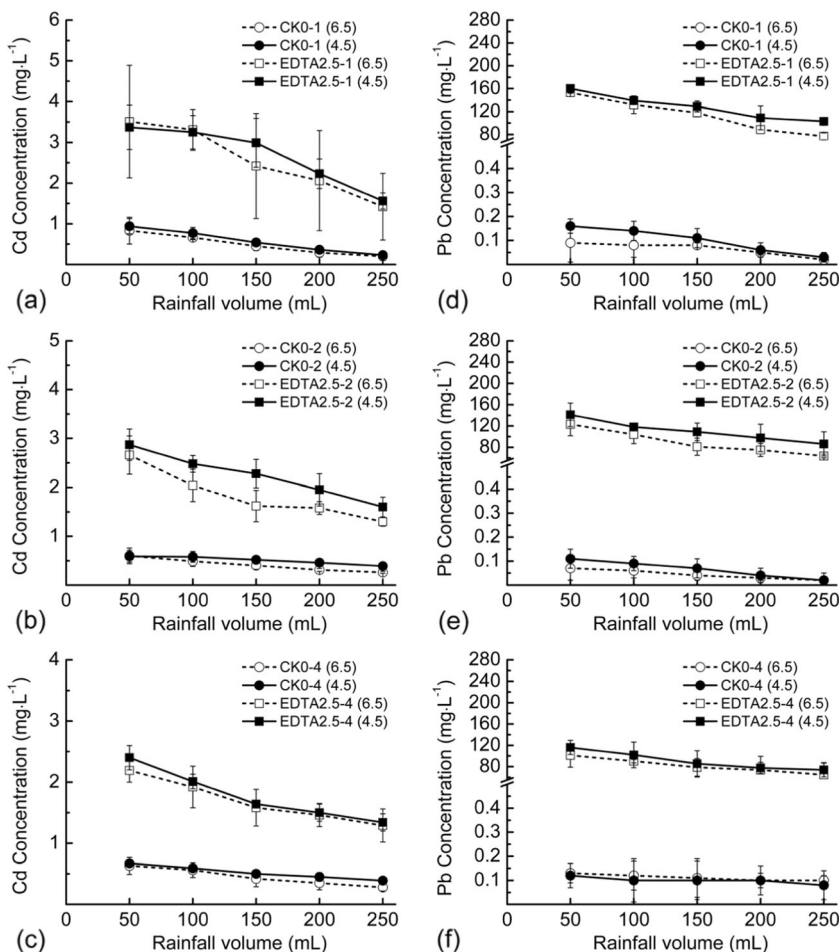 Cd Concentration (mg·L⁻¹)
6
5
4
3
2
1
CK0-1 (6.5)
CK0-1 (4.5)
EDTA2.5-1 (6.5)
EDTA2.5-1 (4.5)
0 50 100 150 200 250
(a) Rainfall volume (mL)
Pb Concentration (mg·L⁻¹)
280
240
200
160
120
80
0.4
0.3
0.2
0.1
CK0-1 (6.5)
CK0-1 (4.5)
EDTA2.5-1 (6.5)
EDTA2.5-1 (4.5)
0 50 100 150 200 250
(d) Rainfall volume (mL)
Cd Concentration (mg·L⁻¹)
5
4
3
2
1
CK0-2 (6.5)
CK0-2 (4.5)
EDTA2.5-2 (6.5)
EDTA2.5-2 (4.5)
0 50 100 150 200 250
(b) Rainfall volume (mL)
Pb Concentration (mg·L⁻¹)
280
240
200
160
120
80
0.4
0.3
0.2
0.1
CK0-2 (6.5)
CK0-2 (4.5)
EDTA2.5-2 (6.5)
EDTA2.5-2 (4.5)
0 50 100 150 200 250
(e) Rainfall volume (mL)
Cd Concentration (mg·L⁻¹)
4
3
2
1
CK0-4 (6.5)
CK0-4 (4.5)
EDTA2.5-4 (6.5)
EDTA2.5-4 (4.5)
0 50 100 150 200 250
(c) Rainfall volume (mL)
Pb Concentration (mg·L⁻¹)
280
240
200
160
120
80
0.4
0.3
0.2
0.1
CK0-4 (6.5)
CK0-4 (4.5)
EDTA2.5-4 (6.5)
EDTA2.5-4 (4.5)
0 50 100 150 200 250
(f) Rainfall volume (mL)